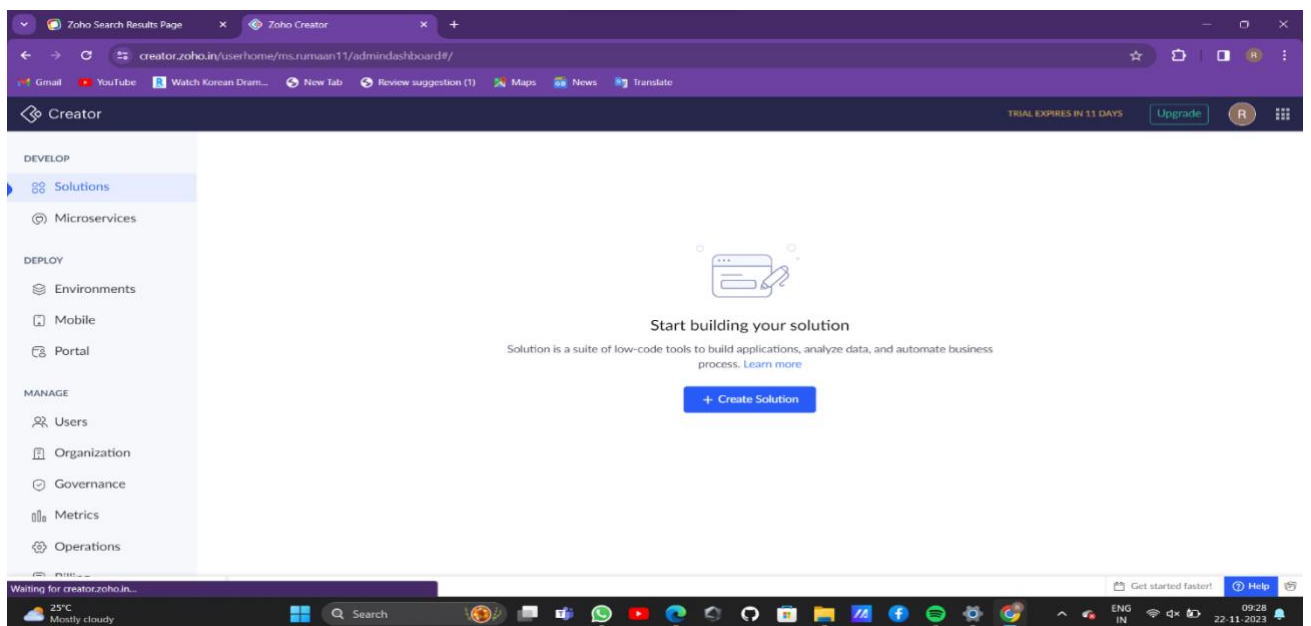 Zoho Search Results Page
Zoho Creator
creator.zoho.in/userhome/ms.rumaan11/admindashboard#/
R
Gmail YouTube R Watch Korean Dram... New Tab Review suggestion (1) Maps News Translate
Creator
TRIAL EXPIRES IN 11 DAYS
Upgrade
R
DEVELOP
Solutions
Microservices
DEPLOY
Environments
Mobile
Portal
MANAGE
Users
Organization
Governance
Metrics
Operations
Start building your solution
Solution is a suite of low-code tools to build applications, analyze data, and automate business
process. Learn more
+ Create Solution
Waiting for creator.zoho.in...
Get started faster!
Help
25°C
Mostly cloudy
Search
ENG
IN
09:28
22-11-2023